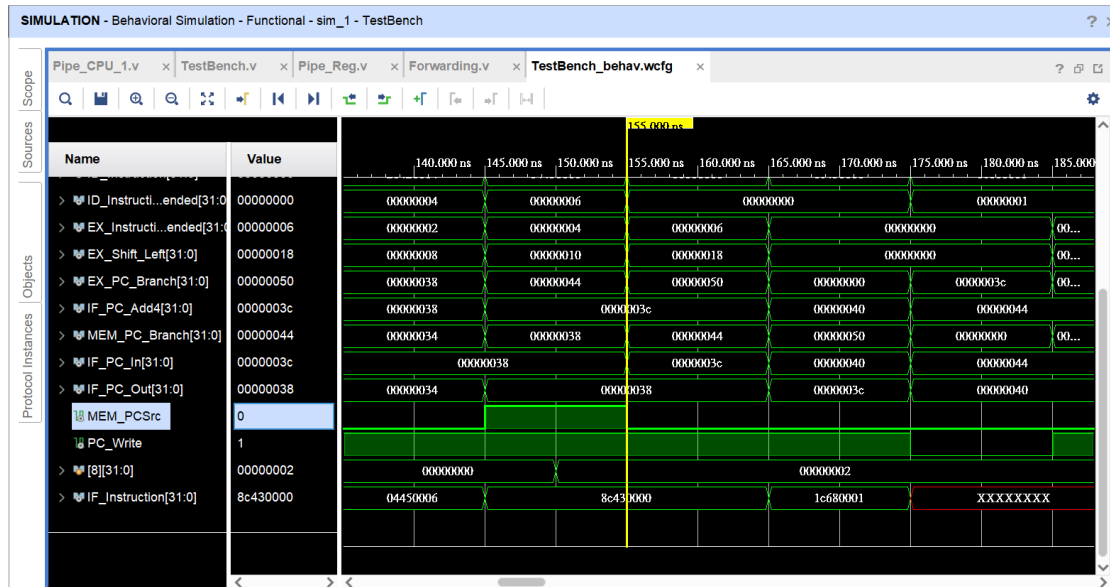 SIMULATION - Behavioral Simulation - Functional - sim_1 - TestBench ?
Pipe_CPU_1.v × TestBench.v × Pipe_Reg.v × Forwarding.v × TestBench_behav.wcfg × ?
Scope
Sources
Objects
Protocol Instances
155.000 ns
Name Value 140.000 ns 145.000 ns 150.000 ns 155.000 ns 160.000 ns 165.000 ns 170.000 ns 175.000 ns 180.000 ns 185.000
ID_Instructi...ended[31:0 00000000 00000004 00000006 00000000 00000001
EX_Instructi...ended[31:0 00000006 00000002 00000004 00000006 00000000 00...
EX_Shift_Left[31:0] 00000018 00000008 00000010 00000018 00000000 00...
EX_PC_Branch[31:0] 00000050 00000038 00000044 00000050 00000000 0000003c 00...
IF_PC_Add4[31:0] 0000003c 00000038 0000003c 00000040 00000044
MEM_PC_Branch[31:0] 00000044 00000034 00000038 00000044 00000050 00000000 00...
IF_PC_In[31:0] 0000003c 00000038 0000003c 00000040 00000044
IF_PC_Out[31:0] 00000038 00000034 00000038 0000003c 00000040
MEM_PCSrc 0
PC_Write 1
[8][31:0] 00000002 00000000 00000002
IF_Instruction[31:0] 8c430000 04450006 8c430000 1c680001 XXXXXXXX